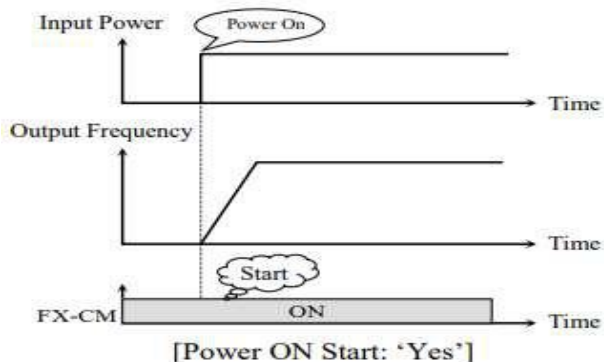 Input Power
Power On
Time
Output Frequency
Time
Start
FX-CM
ON
Time
[Power ON Start: ‘Yes’]